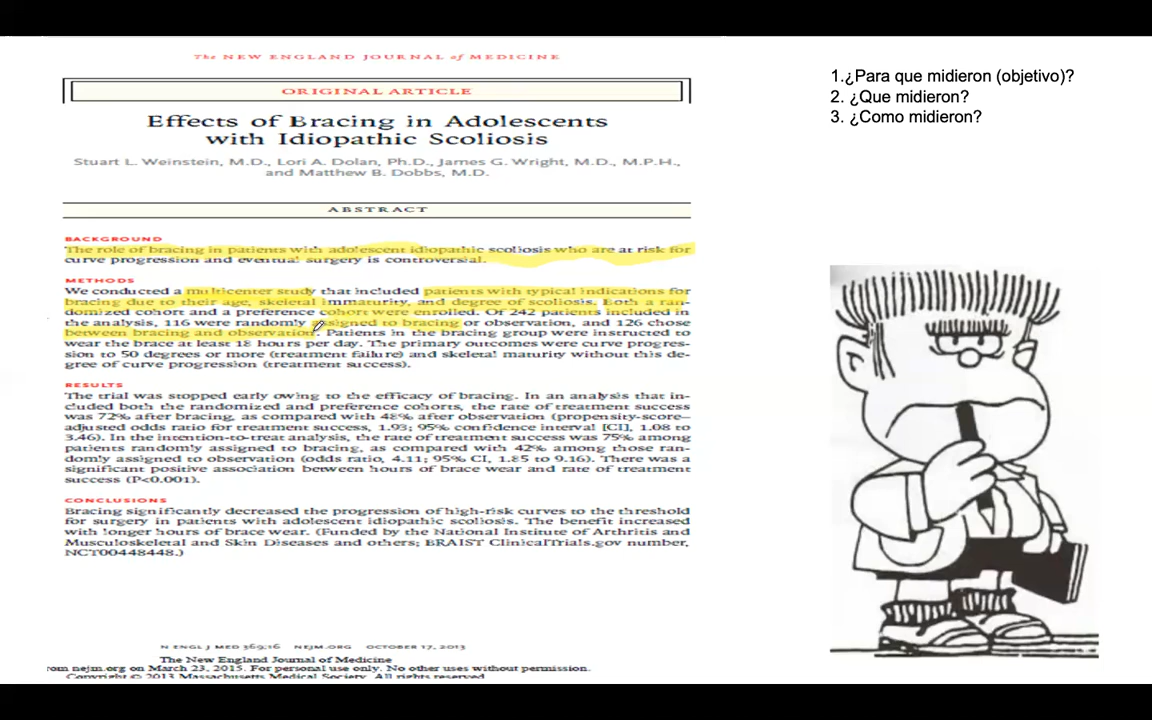 The NEW ENGLAND JOURNAL of MEDICINE
ORIGINAL ARTICLE
Effects of Bracing in Adolescents
with Idiopathic Scoliosis
Stuart L. Weinstein, M.D., Lori A. Dolan, Ph.D., James G. Wright, M.D., M.P.H.,
and Matthew B. Dobbs, M.D.
ABSTRACT
BACKGROUND
The role of bracing in patients with adolescent idiopathic scoliosis who are at risk for
curve progression and eventual surgery is controversial.
METHODS
We conducted a multicenter study that included patients with typical indications for
bracing due to their age, skeletal immaturity, and degree of scoliosis. Both a ran-
domized cohort and a preference cohort were enrolled. Of 242 patients included in
the analysis, 116 were randomly assigned to bracing or observation, and 126 chose
between bracing and observation. Patients in the bracing group were instructed to
wear the brace at least 18 hours per day. The primary outcomes were curve progres-
sion to 50 degrees or more (treatment failure) and skeletal maturity without this de-
gree of curve progression (treatment success).
RESULTS
The trial was stopped early owing to the efficacy of bracing. In an analysis that in-
cluded both the randomized and preference cohorts, the rate of treatment success
was 72% after bracing, as compared with 48% after observation (propensity-score–
adjusted odds ratio for treatment success, 1.93; 95% confidence interval [CI], 1.08 to
3.46). In the intention-to-treat analysis, the rate of treatment success was 75% among
patients randomly assigned to bracing, as compared with 42% among those ran-
domly assigned to observation (odds ratio, 4.11; 95% CI, 1.85 to 9.16). There was a
significant positive association between hours of brace wear and rate of treatment
success (P<0.001).
CONCLUSIONS
Bracing significantly decreased the progression of high-risk curves to the threshold
for surgery in patients with adolescent idiopathic scoliosis. The benefit increased
with longer hours of brace wear. (Funded by the National Institute of Arthritis and
Musculoskeletal and Skin Diseases and others; BRAIST ClinicalTrials.gov number,
NCT00448448.)
N ENGL J MED 369;16 NEJM.ORG OCTOBER 17, 2013
The New England Journal of Medicine
rom nejm.org on March 23, 2015. For personal use only. No other uses without permission.
Copyright © 2013 Massachusetts Medical Society. All rights reserved
1.¿Para que midieron (objetivo)?
2. ¿Que midieron?
3. ¿Como midieron?